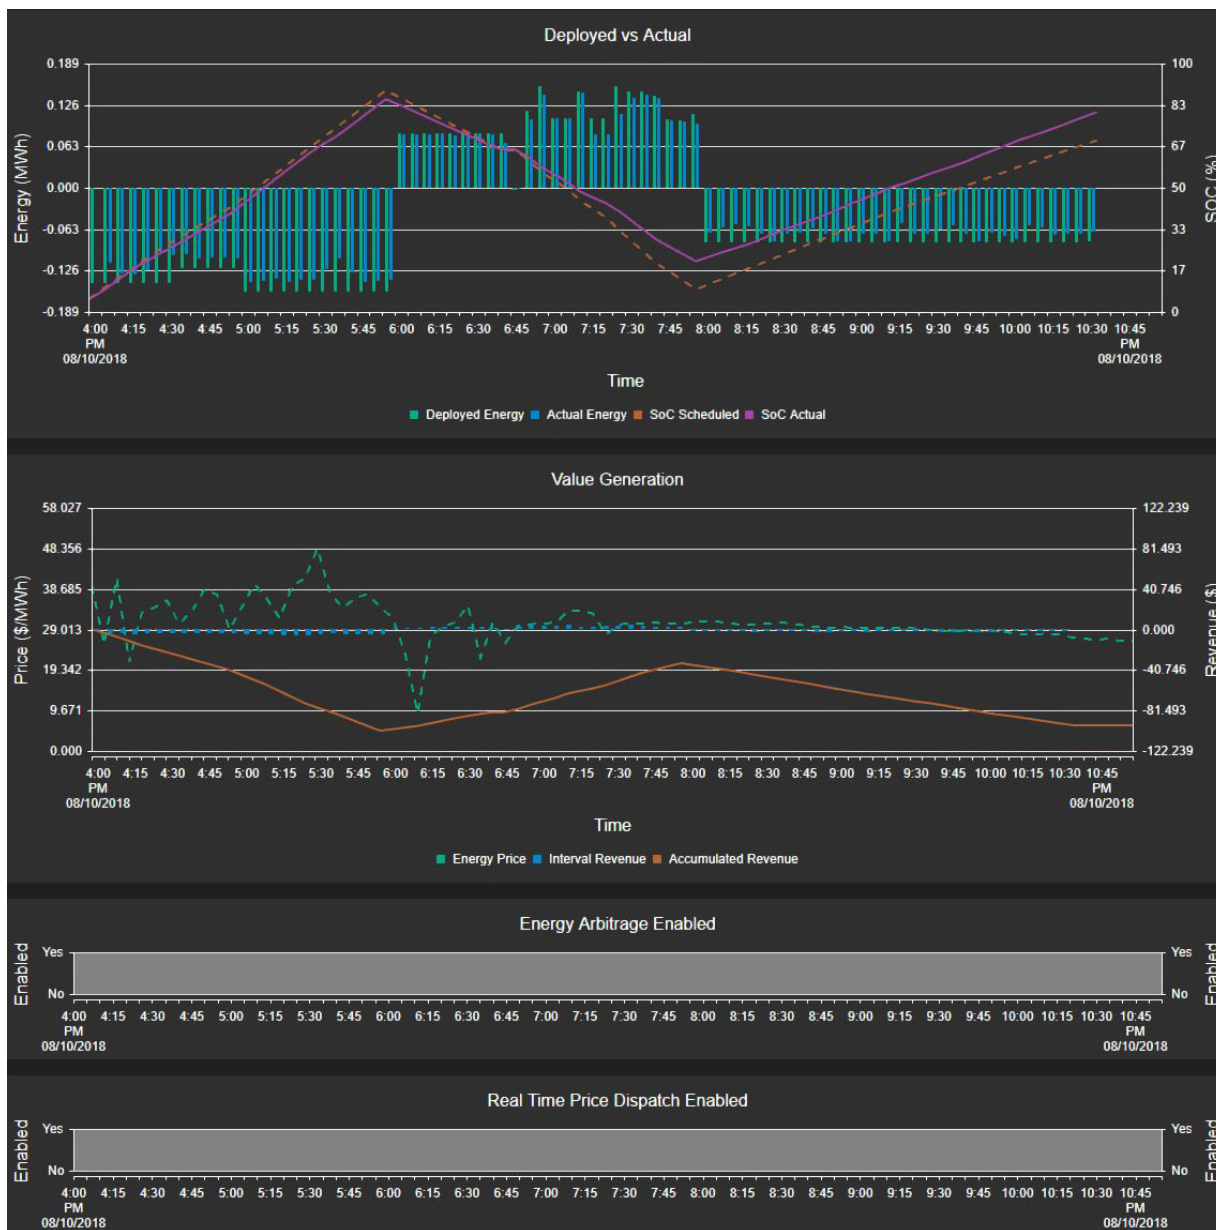 Deployed vs Actual
0.189
0.126
0.063
0.000
-0.063
-0.126
-0.189
Energy (MWh)
100
83
67
50
33
17
0
SOC (%)
4:00 4:15 4:30 4:45 5:00 5:15 5:30 5:45 6:00 6:15 6:30 6:45 7:00 7:15 7:30 7:45 8:00 8:15 8:30 8:45 9:00 9:15 9:30 9:45 10:00 10:15 10:30 10:45
PM PM
08/10/2018 08/10/2018
Time
Deployed Energy Actual Energy SoC Scheduled SoC Actual
Value Generation
58.027
48.356
38.685
29.013
19.342
9.671
0.000
Price ($/MWh)
122.239
81.493
40.746
0.000
-40.746
-81.493
-122.239
Revenue ($)
4:00 4:15 4:30 4:45 5:00 5:15 5:30 5:45 6:00 6:15 6:30 6:45 7:00 7:15 7:30 7:45 8:00 8:15 8:30 8:45 9:00 9:15 9:30 9:45 10:00 10:15 10:30 10:45
PM PM
08/10/2018 08/10/2018
Time
Energy Price Interval Revenue Accumulated Revenue
Energy Arbitrage Enabled
Enabled
Yes
No
Yes
No
Enabled
4:00 4:15 4:30 4:45 5:00 5:15 5:30 5:45 6:00 6:15 6:30 6:45 7:00 7:15 7:30 7:45 8:00 8:15 8:30 8:45 9:00 9:15 9:30 9:45 10:00 10:15 10:30 10:45
PM PM
08/10/2018 08/10/2018
Real Time Price Dispatch Enabled
Enabled
Yes
No
Yes
No
Enabled
4:00 4:15 4:30 4:45 5:00 5:15 5:30 5:45 6:00 6:15 6:30 6:45 7:00 7:15 7:30 7:45 8:00 8:15 8:30 8:45 9:00 9:15 9:30 9:45 10:00 10:15 10:30 10:45
PM PM
08/10/2018 08/10/2018